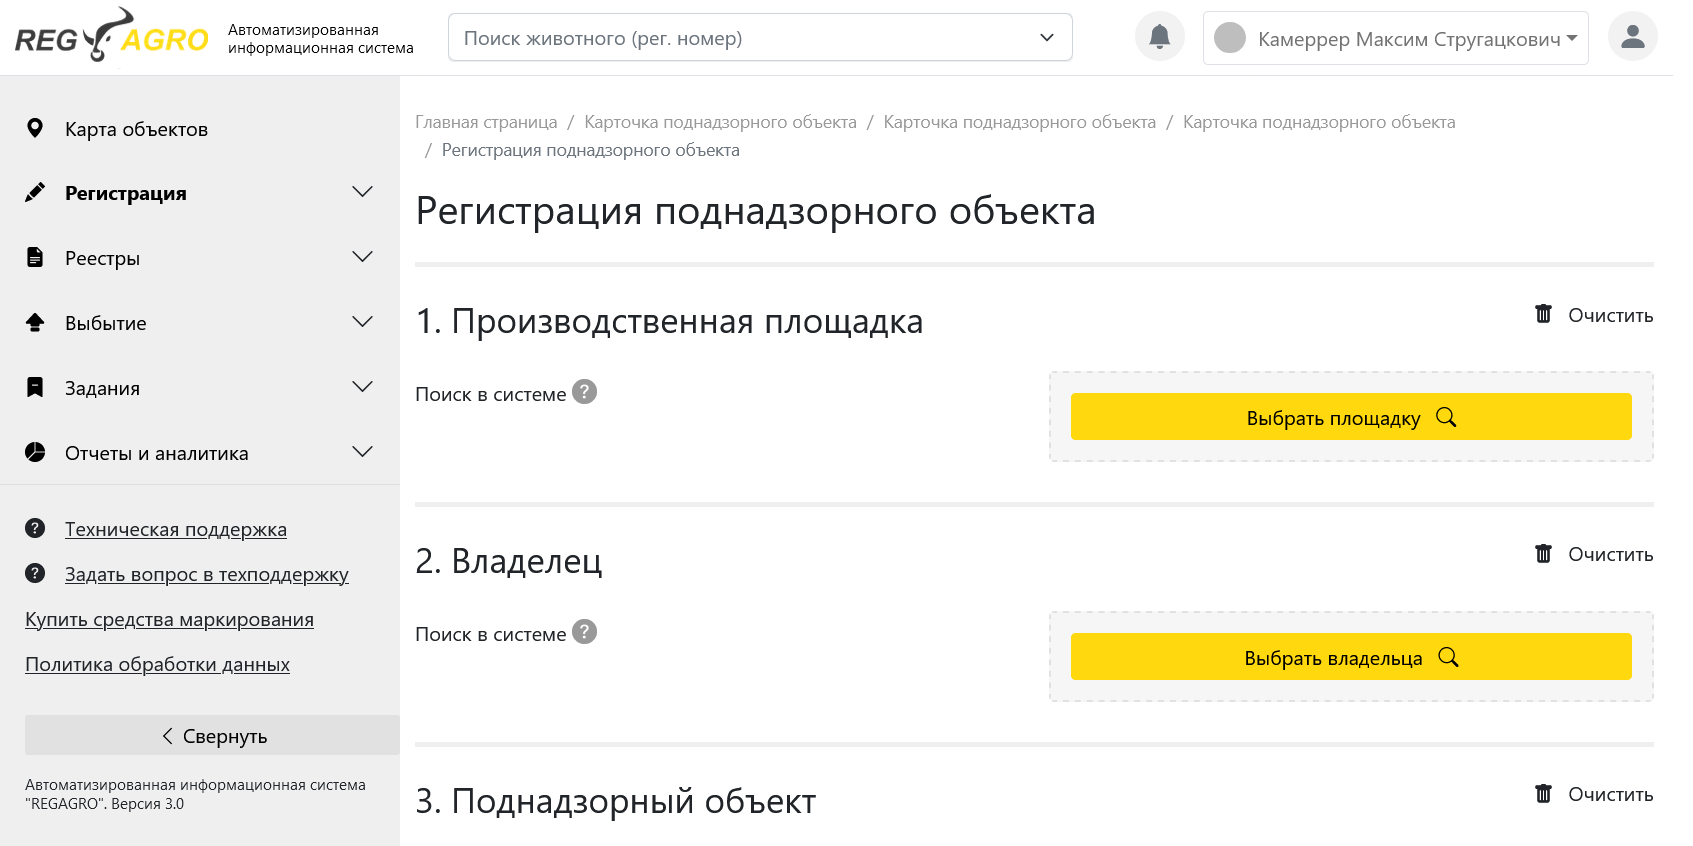 REG AGRO
Автоматизированная
информационная система
Поиск животного (рег. номер)
Камеррер Максим Стругацкович
Карта объектов
Регистрация
Реестры
Выбытие
Задания
Отчеты и аналитика
? Техническая поддержка
? Задать вопрос в техподдержку
Купить средства маркирования
Политика обработки данных
Свернуть
Автоматизированная информационная система
"REGAGRO". Версия 3.0
Главная страница / Карточка поднадзорного объекта / Карточка поднадзорного объекта / Карточка поднадзорного объекта
/ Регистрация поднадзорного объекта
Регистрация поднадзорного объекта
1. Производственная площадка
Очистить
Поиск в системе ?
Выбрать площадку
2. Владелец
Очистить
Поиск в системе ?
Выбрать владельца
3. Поднадзорный объект
Очистить